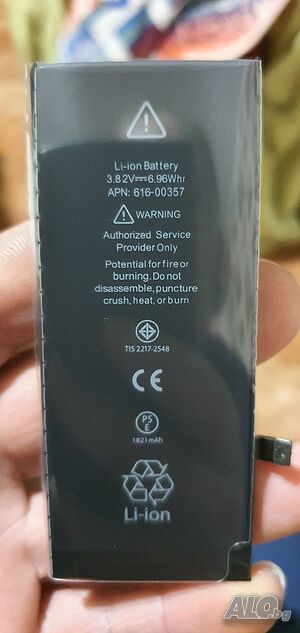 Li-ion Battery
3.82V⎓6.96Whr
APN: 616-00357
WARNING
Authorized Service
Provider Only
Potential for fire or
burning. Do not
disassemble, puncture
crush, heat, or burn
TIS 2217-2548
CE
PS
E
1821 mAh
Li-ion
ALO.bg